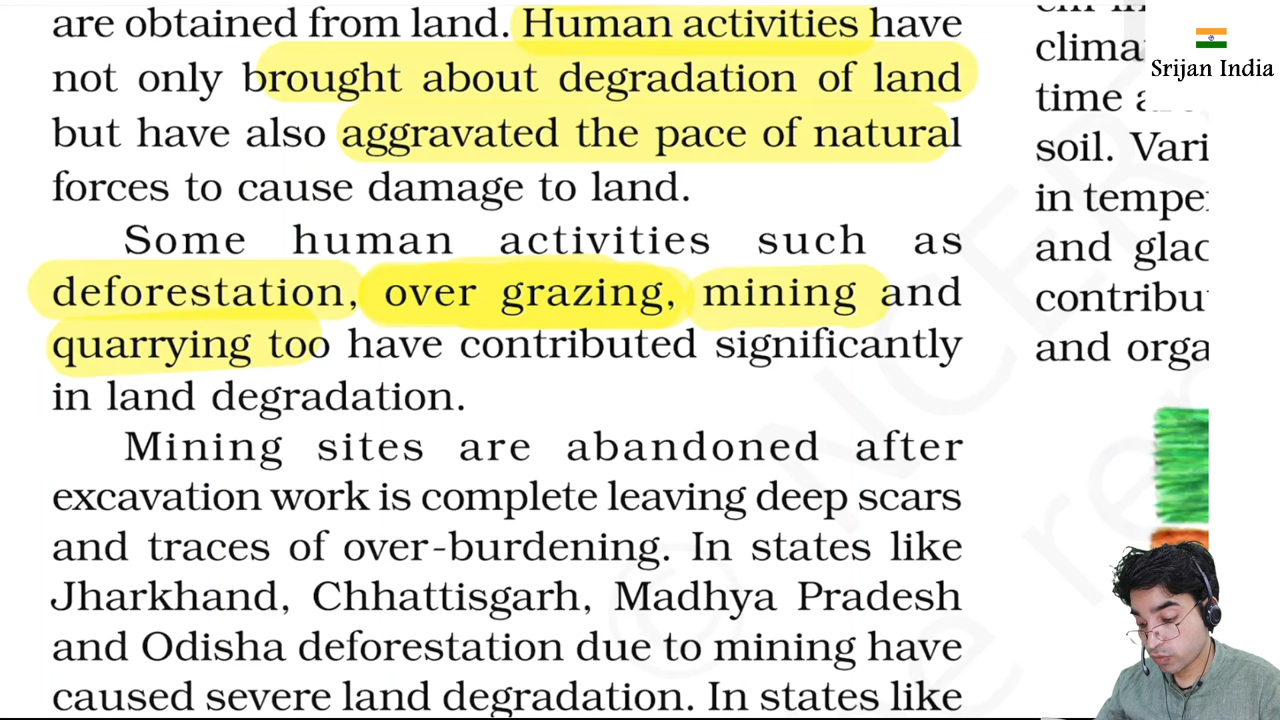 are obtained from land. Human activities have
not only brought about degradation of land
but have also aggravated the pace of natural
forces to cause damage to land.
Some human activities such as
deforestation, over grazing, mining and
quarrying too have contributed significantly
in land degradation.
Mining sites are abandoned after
excavation work is complete leaving deep scars
and traces of over-burdening. In states like
Jharkhand, Chhattisgarh, Madhya Pradesh
and Odisha deforestation due to mining have
caused severe land degradation. In states like
clima
time a
soil. Vari
in tempe
and glac
contribu
and orga
Srijan India
© NCERT
re